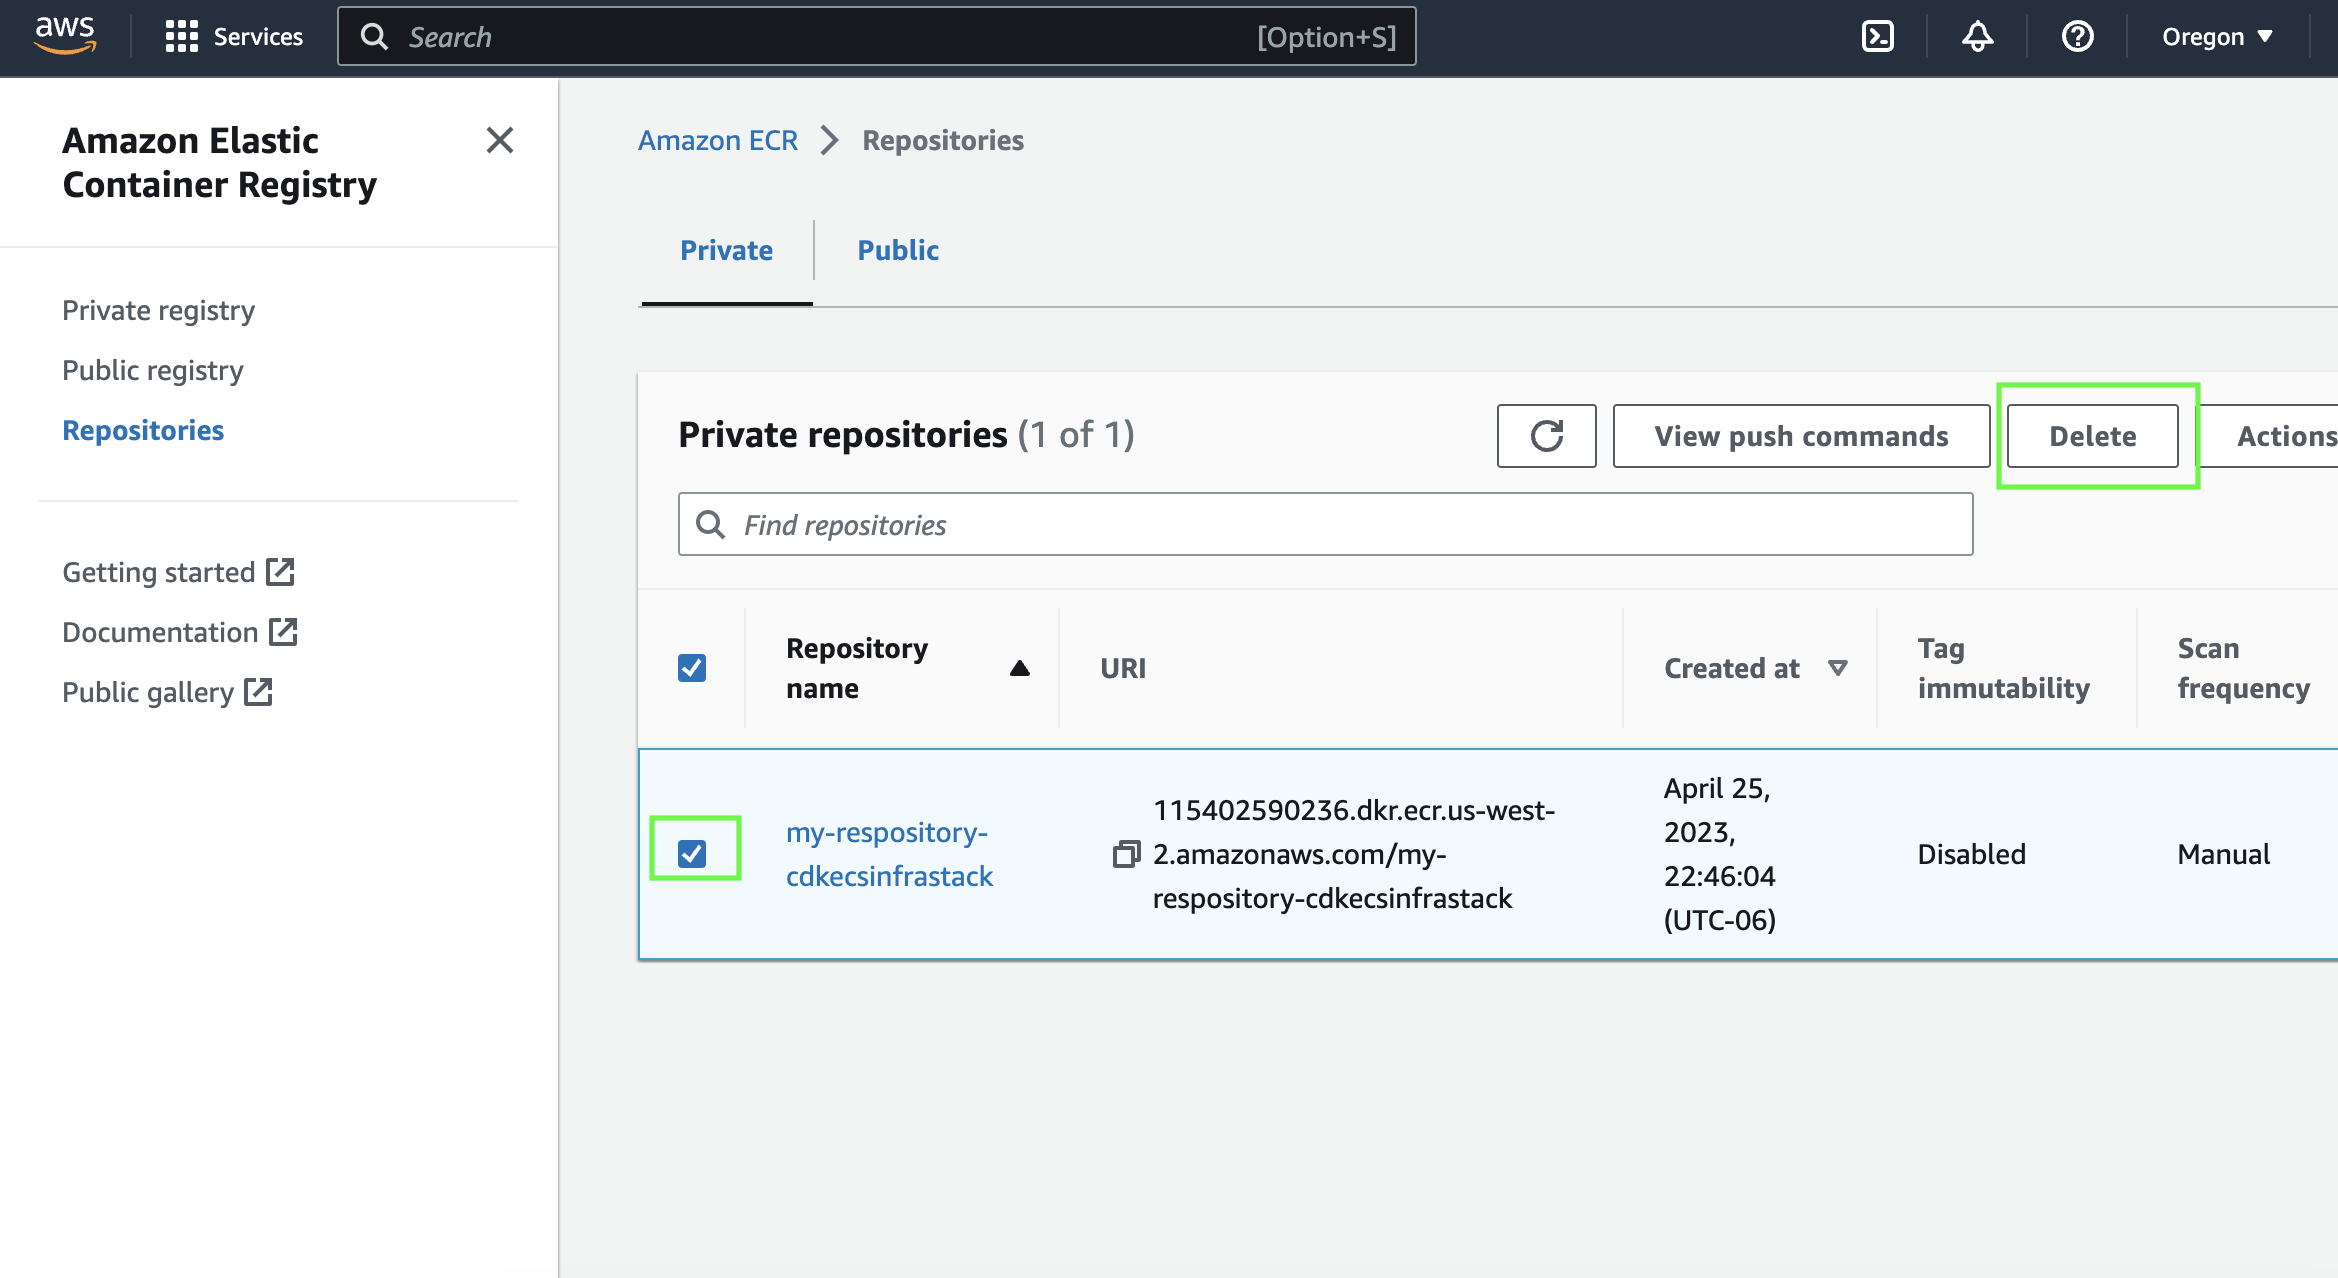 aws
Services
Search
[Option+S]
Oregon
Amazon Elastic
Container Registry
Private registry
Public registry
Repositories
Getting started
Documentation
Public gallery
Amazon ECR
Repositories
Private
Public
Private repositories (1 of 1)
View push commands
Delete
Actions
Find repositories
Repository
name
URI
Created at
Tag
immutability
Scan
frequency
my-respository-
cdkecsinfrastack
115402590236.dkr.ecr.us-west-
2.amazonaws.com/my-
respository-cdkecsinfrastack
April 25,
2023,
22:46:04
(UTC-06)
Disabled
Manual